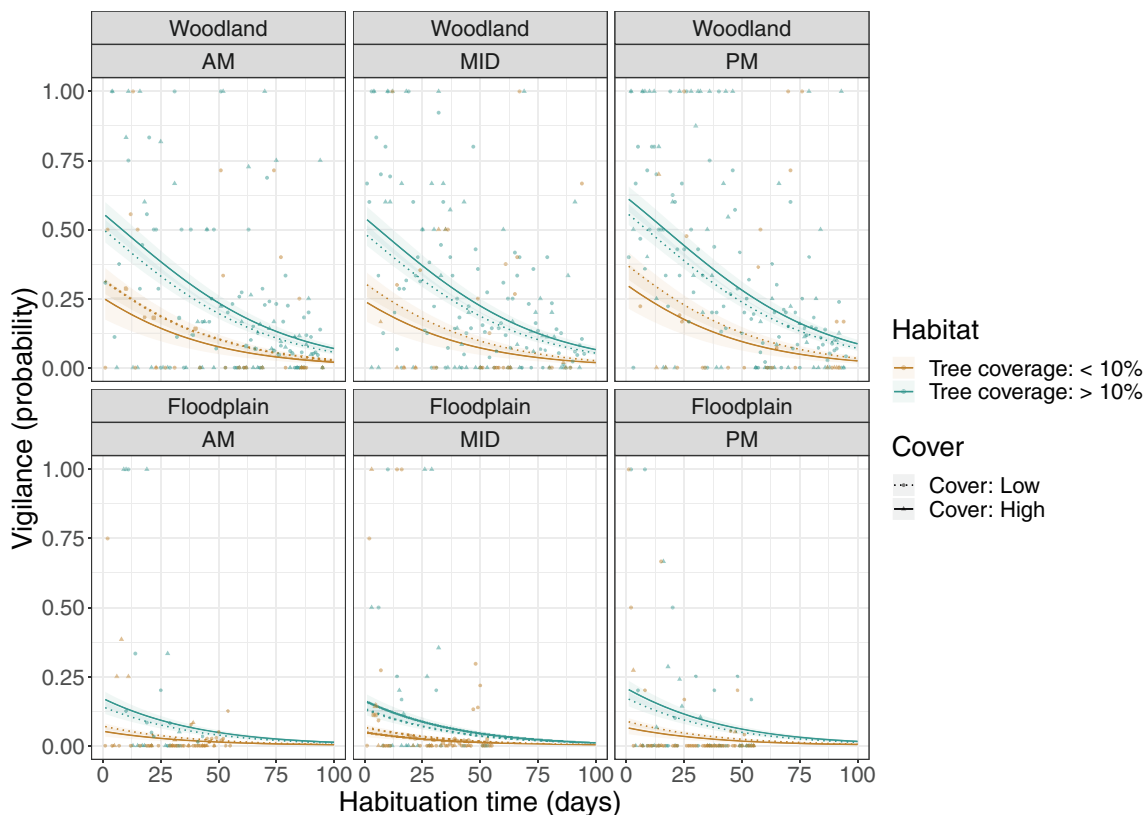 Woodland
Woodland
Woodland
AM
MID
PM
1.00
0.75
0.50
0.25
0.00
Floodplain
Floodplain
Floodplain
AM
MID
PM
1.00
0.75
0.50
0.25
0.00
0 25 50 75 100
0 25 50 75 100
0 25 50 75 100
Vigilance (probability)
Habituation time (days)
Habitat
Tree coverage: < 10%
Tree coverage: > 10%
Cover
Cover: Low
Cover: High